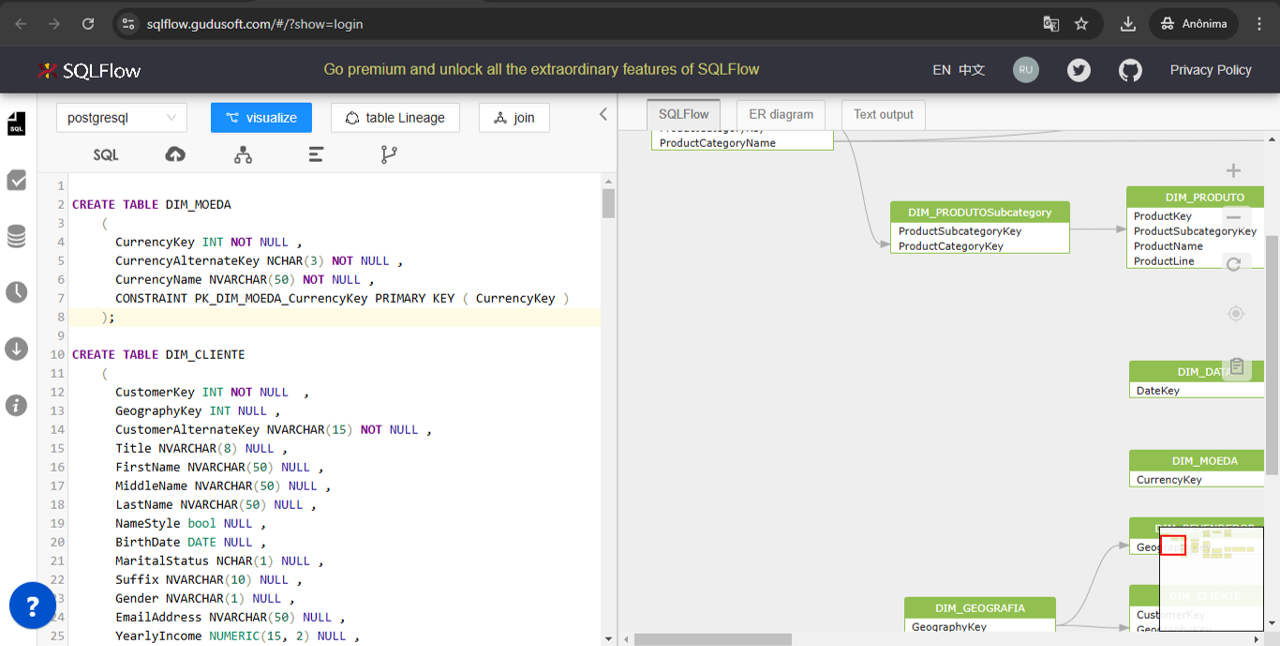 sqlflow.gudusoft.com/#/?show=login
Anônima
SQLFlow
Go premium and unlock all the extraordinary features of SQLFlow
EN 中文
RU
Privacy Policy
postgresql
visualize
table Lineage
join
SQLFlow
ER diagram
Text output
SQL
SQL
1
2 CREATE TABLE DIM_MOEDA
3 (
4 CurrencyKey INT NOT NULL ,
5 CurrencyAlternateKey NCHAR(3) NOT NULL ,
6 CurrencyName NVARCHAR(50) NOT NULL ,
7 CONSTRAINT PK_DIM_MOEDA_CurrencyKey PRIMARY KEY ( CurrencyKey )
8 );
9
10 CREATE TABLE DIM_CLIENTE
11 (
12 CustomerKey INT NOT NULL ,
13 GeographyKey INT NULL ,
14 CustomerAlternateKey NVARCHAR(15) NOT NULL ,
15 Title NVARCHAR(8) NULL ,
16 FirstName NVARCHAR(50) NULL ,
17 MiddleName NVARCHAR(50) NULL ,
18 LastName NVARCHAR(50) NULL ,
19 NameStyle bool NULL ,
20 BirthDate DATE NULL ,
21 MaritalStatus NCHAR(1) NULL ,
22 Suffix NVARCHAR(10) NULL ,
23 Gender NVARCHAR(1) NULL ,
24 EmailAddress NVARCHAR(50) NULL ,
25 YearlyIncome NUMERIC(15, 2) NULL ,
?
ProductCategoryName
DIM_PRODUTOSubcategory
ProductSubcategoryKey
ProductCategoryKey
DIM_PRODUTO
ProductKey
ProductSubcategoryKey
ProductName
ProductLine
DIM_DATA
DateKey
DIM_MOEDA
CurrencyKey
DIM_CLIENTE
CustomerKey
DIM_GEOGRAFIA
GeographyKey